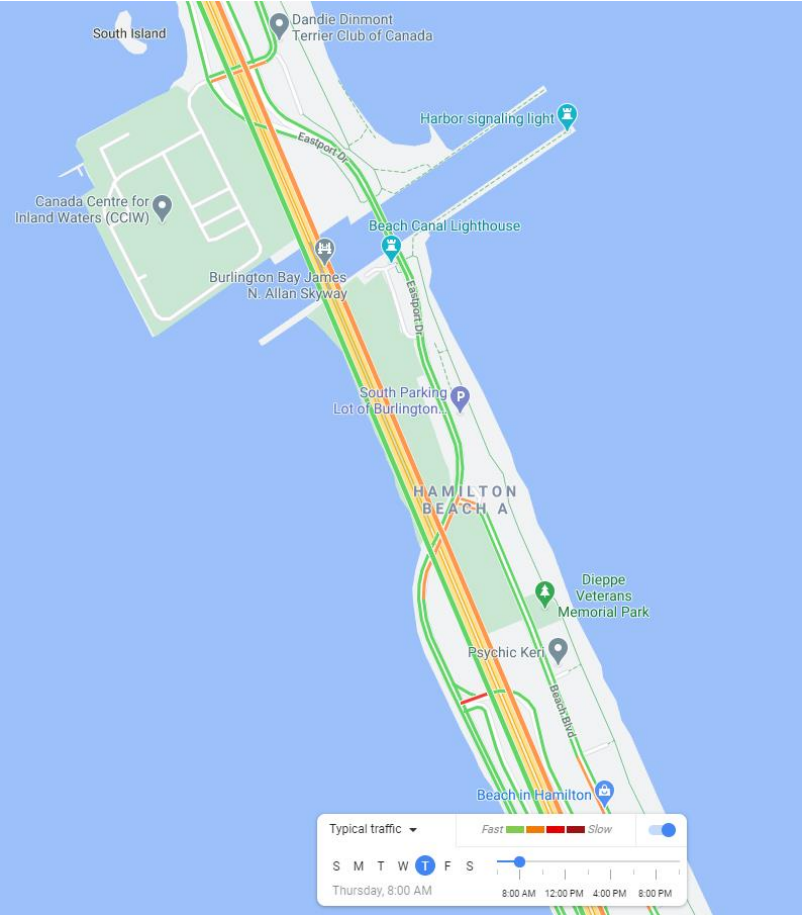 South Island
Dandie Dinmont
Terrier Club of Canada
Harbor signaling light
Eastport Dr
Canada Centre for
Inland Waters (CCIW)
Beach Canal Lighthouse
Burlington Bay James
N. Allan Skyway
Eastport Dr
South Parking
Lot of Burlington...
P
HAMILTON
BEACH A
Dieppe
Veterans
Memorial Park
Psychic Keri
Beach Blvd
Beach in Hamilton
Typical traffic
Fast Slow
S M T W T F S
Thursday, 8:00 AM
8:00 AM 12:00 PM 4:00 PM 8:00 PM